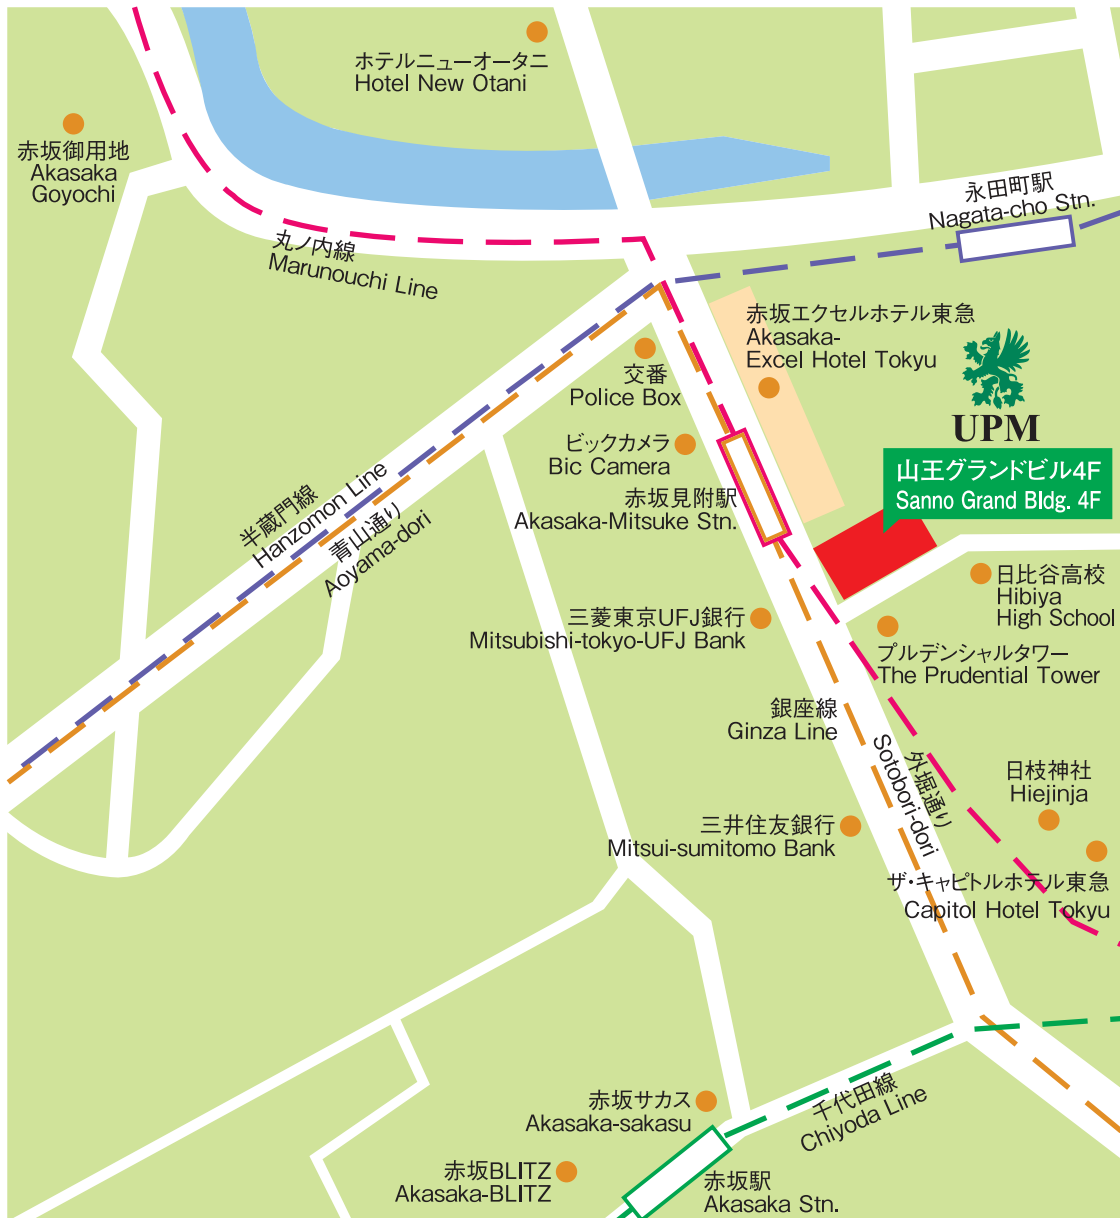 ホテルニューオータニ
Hotel New Otani
赤坂御用地
Akasaka
Goyochi
永田町駅
Nagata-cho Stn.
丸ノ内線
Marunouchi Line
赤坂エクセルホテル東急
Akasaka-
Excel Hotel Tokyu
交番
Police Box
UPM
ビックカメラ
Bic Camera
山王グランドビル4F
Sanno Grand Bldg. 4F
赤坂見附駅
Akasaka-Mitsuke Stn.
半蔵門線
Hanzomon Line
青山通り
Aoyama-dori
日比谷高校
Hibiya
High School
三菱東京UFJ銀行
Mitsubishi-tokyo-UFJ Bank
プルデンシャルタワー
The Prudential Tower
銀座線
Ginza Line
外堀通り
Sotobori-dori
日枝神社
Hiejinja
三井住友銀行
Mitsui-sumitomo Bank
ザ・キャピトルホテル東急
Capitol Hotel Tokyu
千代田線
Chiyoda Line
赤坂サカス
Akasaka-sakasu
赤坂BLITZ
Akasaka-BLITZ
赤坂駅
Akasaka Stn.